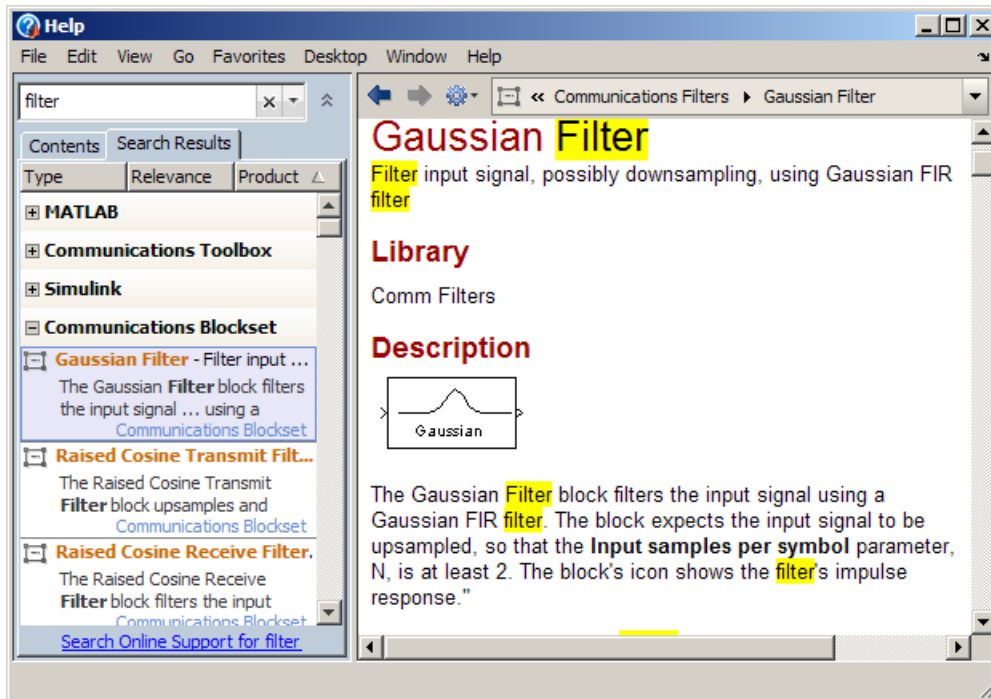 Help
File Edit View Go Favorites Desktop Window Help
filter
Contents Search Results
Type Relevance Product
MATLAB
Communications Toolbox
Simulink
Communications Blockset
Gaussian Filter - Filter input ...
The Gaussian Filter block filters
the input signal ... using a
Communications Blockset
Raised Cosine Transmit Filt...
The Raised Cosine Transmit
Filter block upsamples and
Communications Blockset
Raised Cosine Receive Filter.
The Raised Cosine Receive
Filter block filters the input
Communications Blockset
Search Online Support for filter
« Communications Filters Gaussian Filter
Gaussian Filter
Filter input signal, possibly downsampling, using Gaussian FIR
filter
Library
Comm Filters
Description
Gaussian
The Gaussian Filter block filters the input signal using a
Gaussian FIR filter. The block expects the input signal to be
upsampled, so that the Input samples per symbol parameter,
N, is at least 2. The block's icon shows the filter's impulse
response."